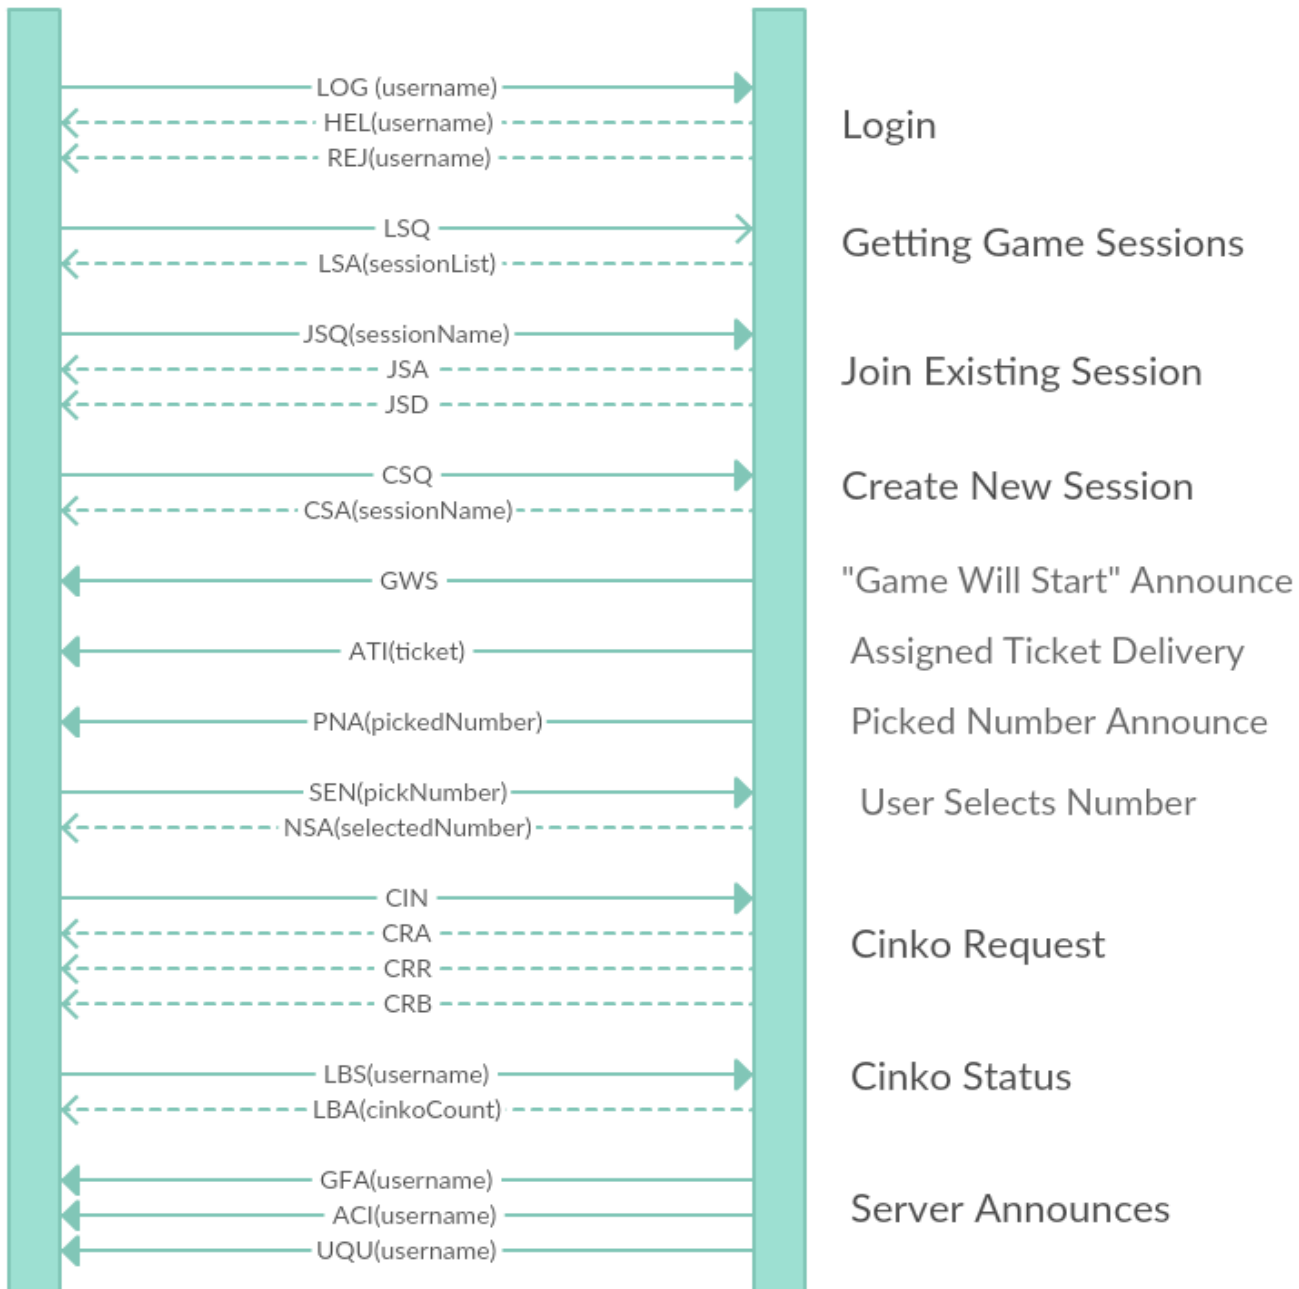 LOG (username)
HEL(username)
REJ(username)
Login
LSQ
LSA(sessionList)
Getting Game Sessions
JSQ(sessionName)
JSA
JSD
Join Existing Session
CSQ
CSA(sessionName)
Create New Session
GWS
"Game Will Start" Announce
ATI(ticket)
Assigned Ticket Delivery
PNA(pickedNumber)
Picked Number Announce
SEN(pickNumber)
NSA(selectedNumber)
User Selects Number
CIN
CRA
CRR
CRB
Cinko Request
LBS(username)
LBA(cinkoCount)
Cinko Status
GFA(username)
ACI(username)
UQU(username)
Server Announces